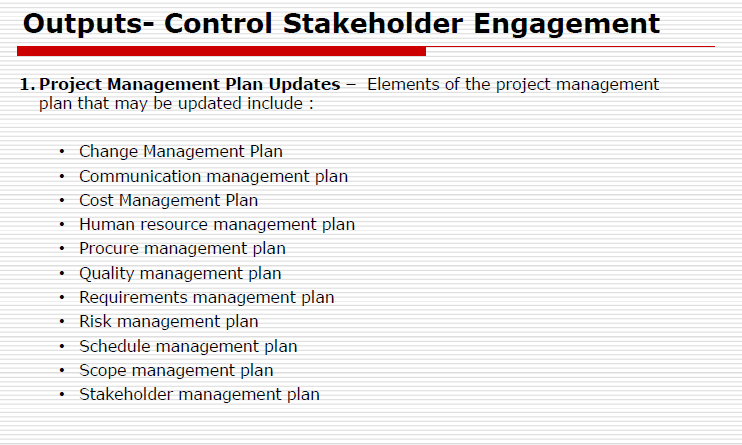 Outputs- Control Stakeholder Engagement
1. Project Management Plan Updates – Elements of the project management
plan that may be updated include :
• Change Management Plan
• Communication management plan
• Cost Management Plan
• Human resource management plan
• Procure management plan
• Quality management plan
• Requirements management plan
• Risk management plan
• Schedule management plan
• Scope management plan
• Stakeholder management plan